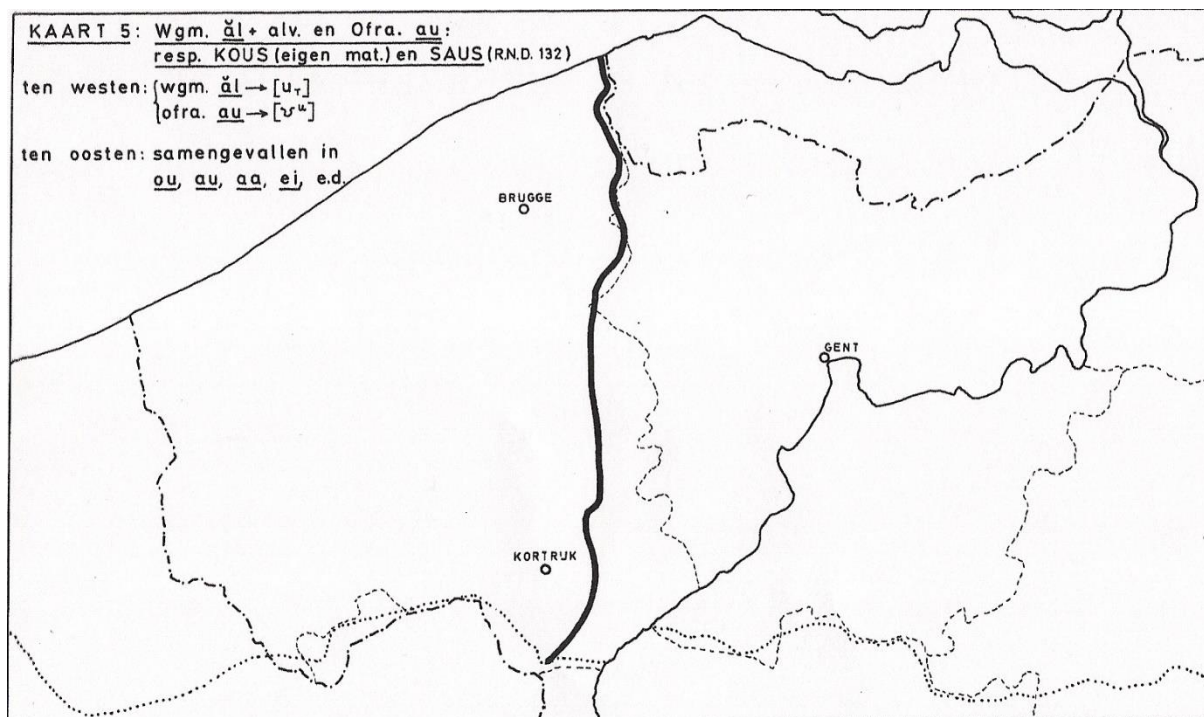 KAART 5: Wgm. ăl + alv. en Ofra. au:
resp. KOUS (eigen mat.) en SAUS (R.N.D. 132)
ten westen: {wgm. ăl → [u┬]
{ofra. au → [ʊᵘ]
ten oosten: samengevallen in
ou, au, aa, ei, e.d.
BRUGGE
GENT
KORTRIJK